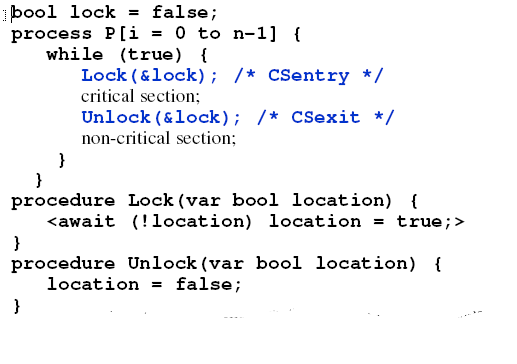 bool lock = false;
process P[i = 0 to n-1] {
while (true) {
Lock(&lock); /* CSentry */
critical section;
Unlock(&lock); /* CSexit */
non-critical section;
}
}
procedure Lock(var bool location) {
<await (!location) location = true;>
}
procedure Unlock(var bool location) {
location = false;
}